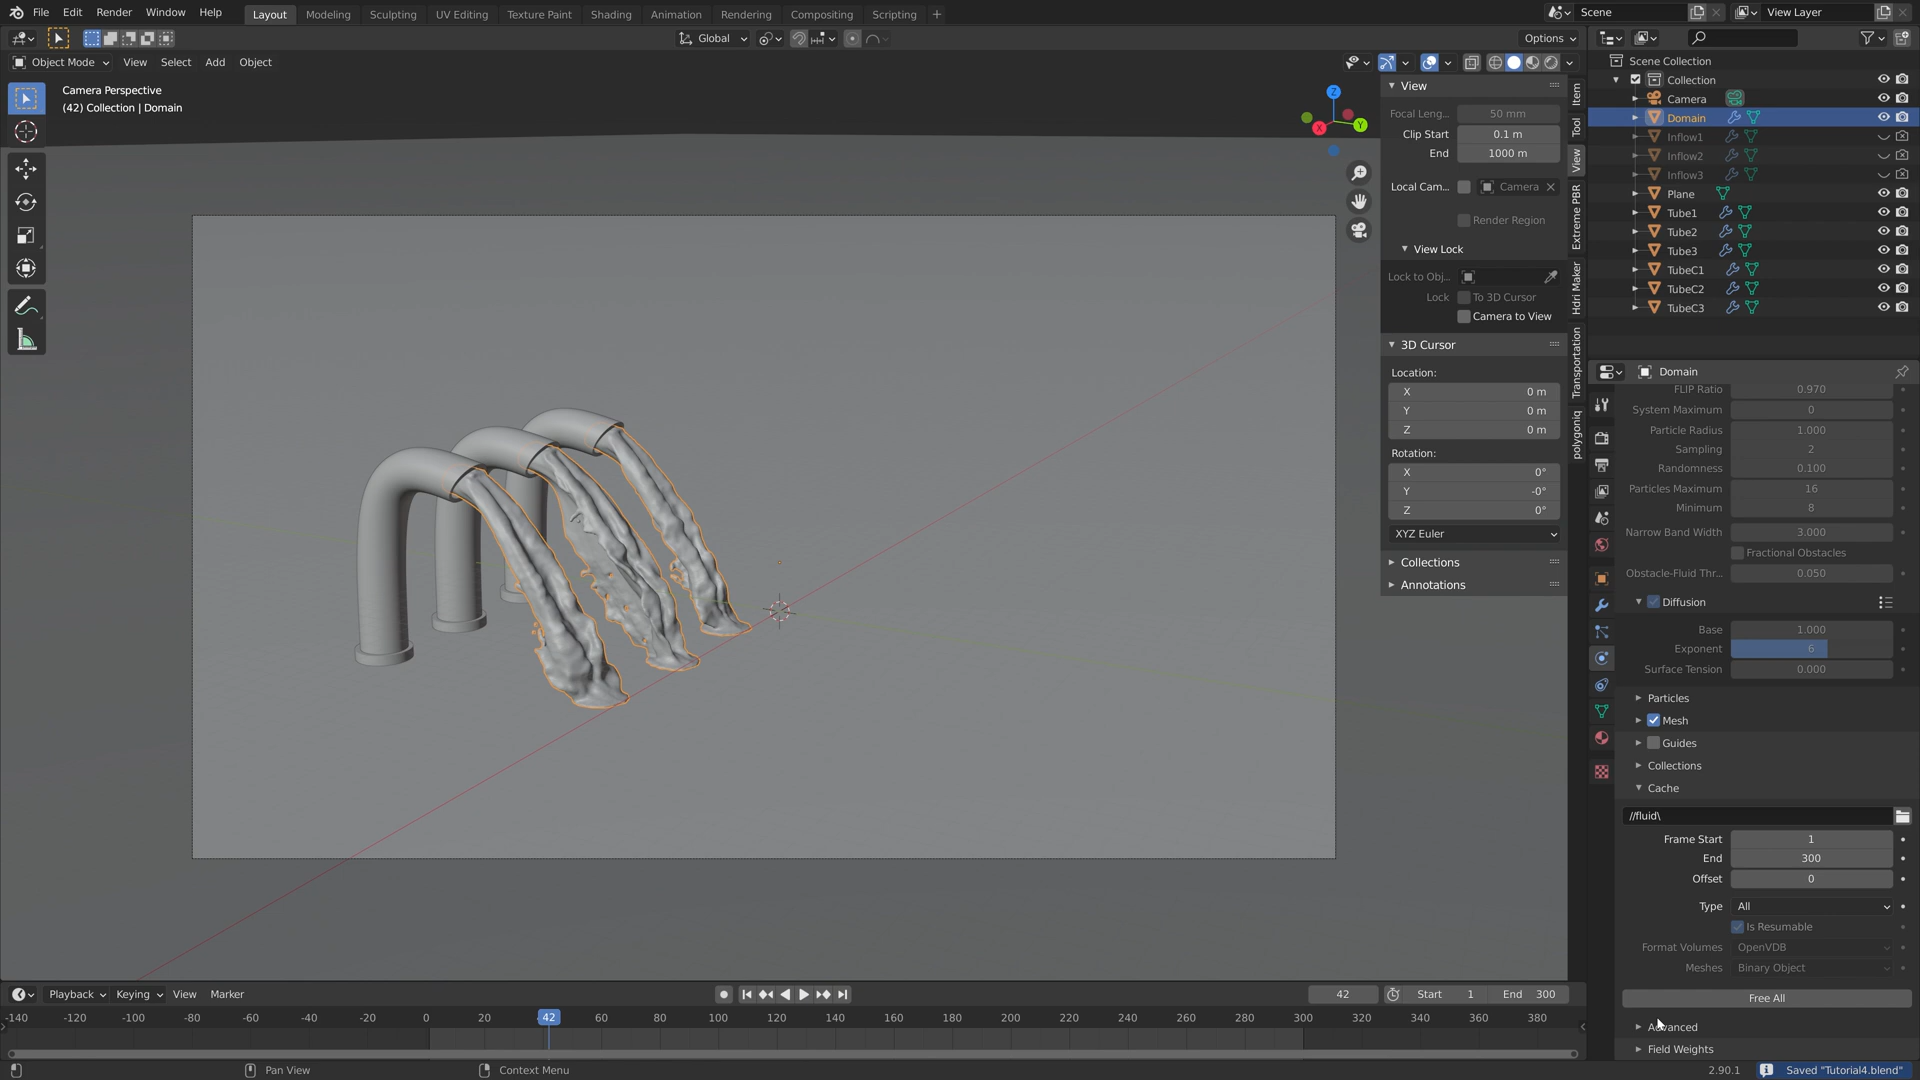 File Edit Render Window Help
Layout Modeling Sculpting UV Editing Texture Paint Shading Animation Rendering Compositing Scripting +
Scene
View Layer
Global
Options
Object Mode View Select Add Object
Camera Perspective
(42) Collection | Domain
Z
X
Y
View
Focal Leng... 50 mm
Clip Start 0.1 m
End 1000 m
Local Cam... Camera
Render Region
View Lock
Lock to Obj...
Lock To 3D Cursor
Camera to View
3D Cursor
Location:
X 0 m
Y 0 m
Z 0 m
Rotation:
X 0°
Y -0°
Z 0°
XYZ Euler
Collections
Annotations
Item
Tool
View
Extreme PBR
Hdri Maker
Transportation
polygoniq
Scene Collection
Collection
Camera
Domain
Inflow1
Inflow2
Inflow3
Plane
Tube1
Tube2
Tube3
TubeC1
TubeC2
TubeC3
Domain
FLIP Ratio 0.970
System Maximum 0
Particle Radius 1.000
Sampling 2
Randomness 0.100
Particles Maximum 16
Minimum 8
Narrow Band Width 3.000
Fractional Obstacles
Obstacle-Fluid Thr... 0.050
Diffusion
Base 1.000
Exponent 6
Surface Tension 0.000
Particles
Mesh
Guides
Collections
Cache
//fluid\
Frame Start 1
End 300
Offset 0
Type All
Is Resumable
Format Volumes OpenVDB
Meshes Binary Object
Free All
Advanced
Field Weights
Playback Keying View Marker
42 Start 1 End 300
-140 -120 -100 -80 -60 -40 -20 0 20 42 60 80 100 120 140 160 180 200 220 240 260 280 300 320 340 360 380
Pan View
Context Menu
2.90.1 Saved "Tutorial4.blend"